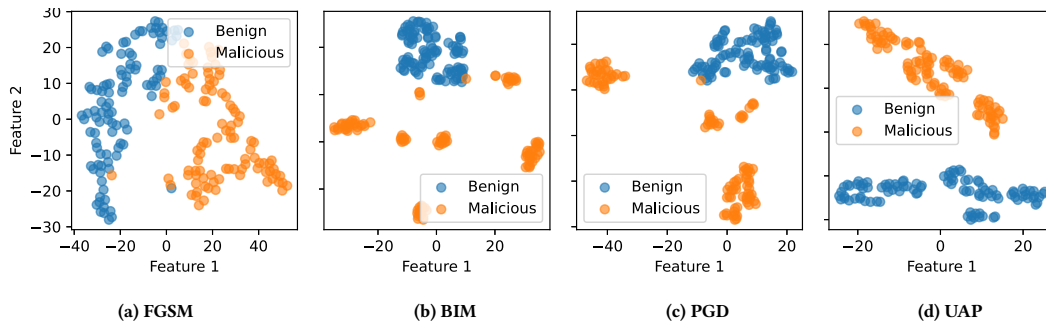 30
20
10
0
−10
−20
−30
Feature 2
Benign
Malicious
−40 −20 0 20 40
Feature 1
(a) FGSM
Benign
Malicious
−20 0 20
Feature 1
(b) BIM
Benign
Malicious
−40 −20 0 20
Feature 1
(c) PGD
Benign
Malicious
−20 0 20
Feature 1
(d) UAP